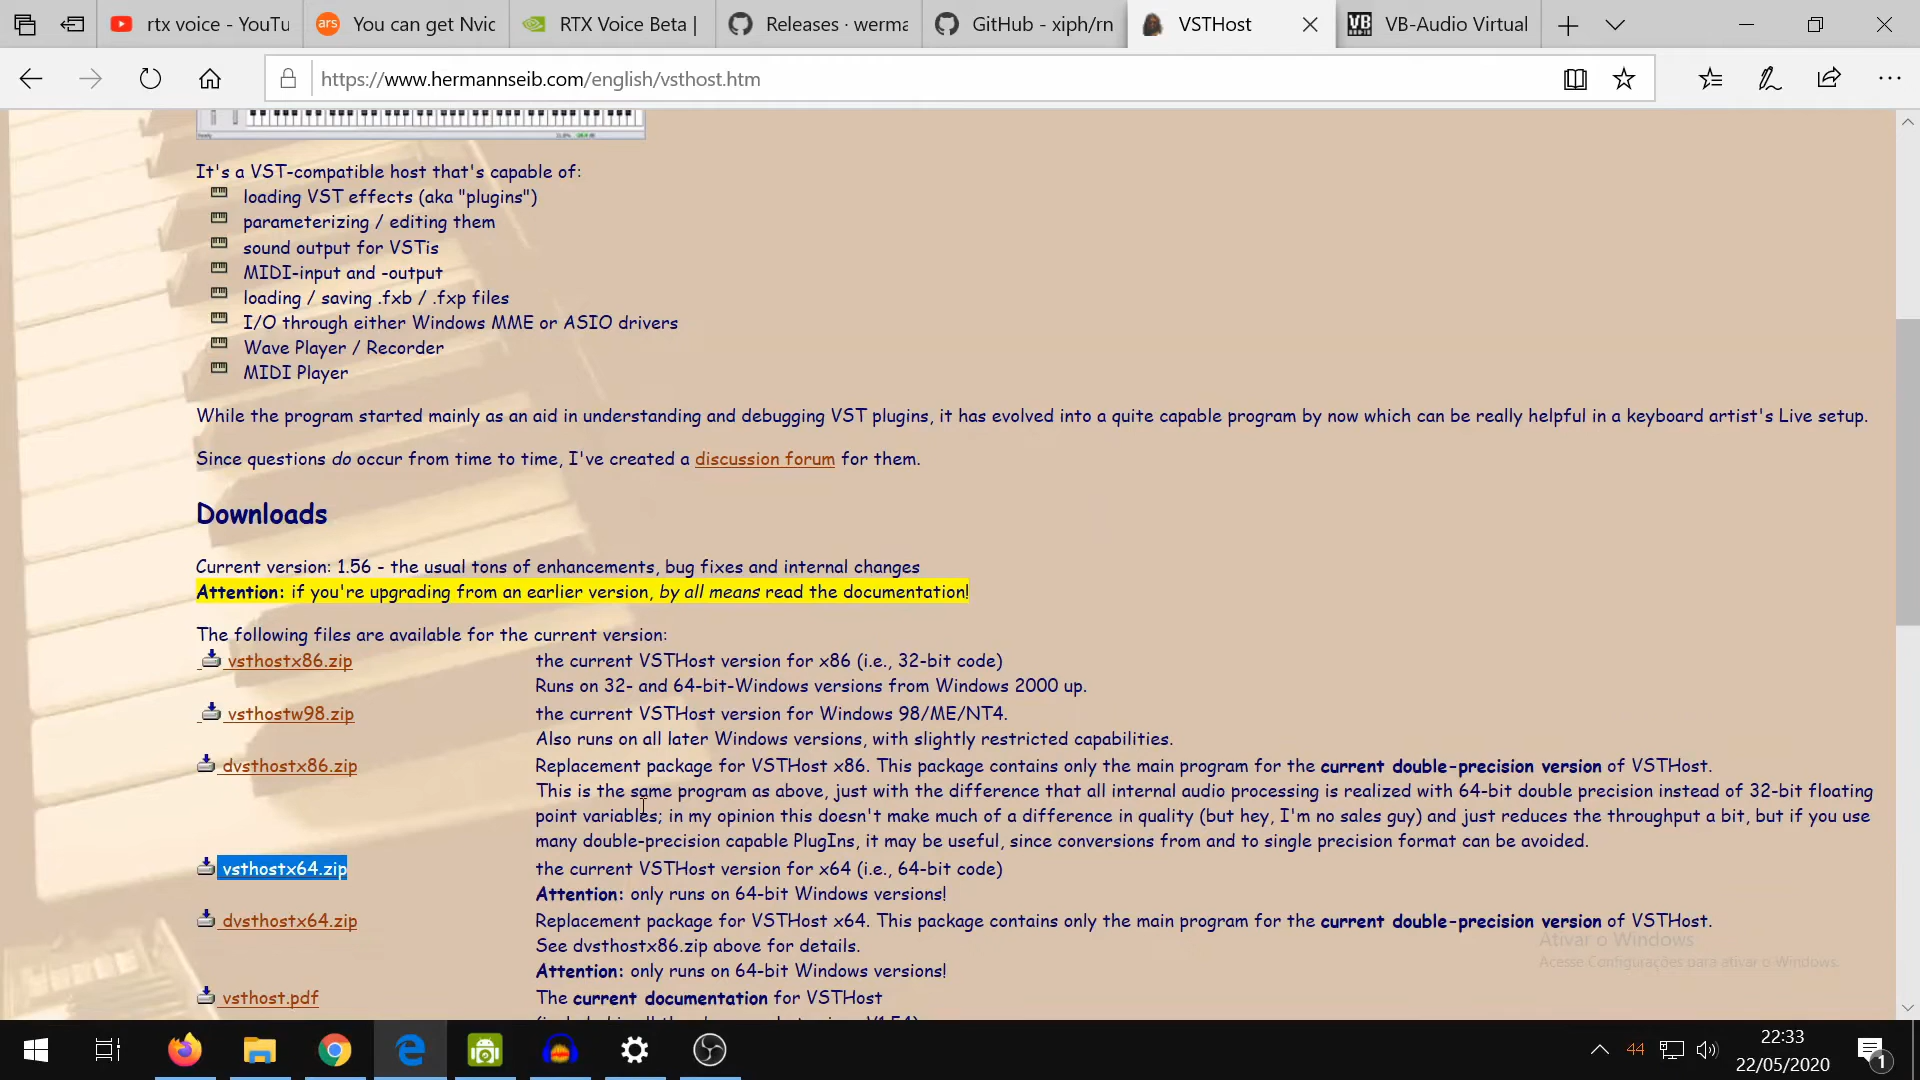 rtx voice - YouTu
ars You can get Nvic
RTX Voice Beta |
Releases · werma
GitHub - xiph/rn
VSTHost
VB VB-Audio Virtual
https://www.hermannseib.com/english/vsthost.htm
It's a VST-compatible host that's capable of:
loading VST effects (aka "plugins")
parameterizing / editing them
sound output for VSTis
MIDI-input and -output
loading / saving .fxb / .fxp files
I/O through either Windows MME or ASIO drivers
Wave Player / Recorder
MIDI Player
While the program started mainly as an aid in understanding and debugging VST plugins, it has evolved into a quite capable program by now which can be really helpful in a keyboard artist's Live setup.
Since questions do occur from time to time, I've created a discussion forum for them.
Downloads
Current version: 1.56 - the usual tons of enhancements, bug fixes and internal changes
Attention: if you're upgrading from an earlier version, by all means read the documentation!
The following files are available for the current version:
vsthostx86.zip the current VSTHost version for x86 (i.e., 32-bit code)
Runs on 32- and 64-bit-Windows versions from Windows 2000 up.
vsthostw98.zip the current VSTHost version for Windows 98/ME/NT4.
Also runs on all later Windows versions, with slightly restricted capabilities.
dvsthostx86.zip Replacement package for VSTHost x86. This package contains only the main program for the current double-precision version of VSTHost.
This is the same program as above, just with the difference that all internal audio processing is realized with 64-bit double precision instead of 32-bit floating
point variables; in my opinion this doesn't make much of a difference in quality (but hey, I'm no sales guy) and just reduces the throughput a bit, but if you use
many double-precision capable PlugIns, it may be useful, since conversions from and to single precision format can be avoided.
vsthostx64.zip the current VSTHost version for x64 (i.e., 64-bit code)
Attention: only runs on 64-bit Windows versions!
dvsthostx64.zip Replacement package for VSTHost x64. This package contains only the main program for the current double-precision version of VSTHost.
See dvsthostx86.zip above for details.
Attention: only runs on 64-bit Windows versions!
vsthost.pdf The current documentation for VSTHost
Ativar o Windows
Acesse Configurações para ativar o Windows.
44
22:33
22/05/2020
1